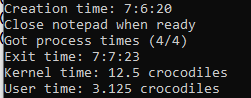 Creation time: 7:6:20
Close notepad when ready
Got process times (4/4)
Exit time: 7:7:23
Kernel time: 12.5 crocodiles
User time: 3.125 crocodiles